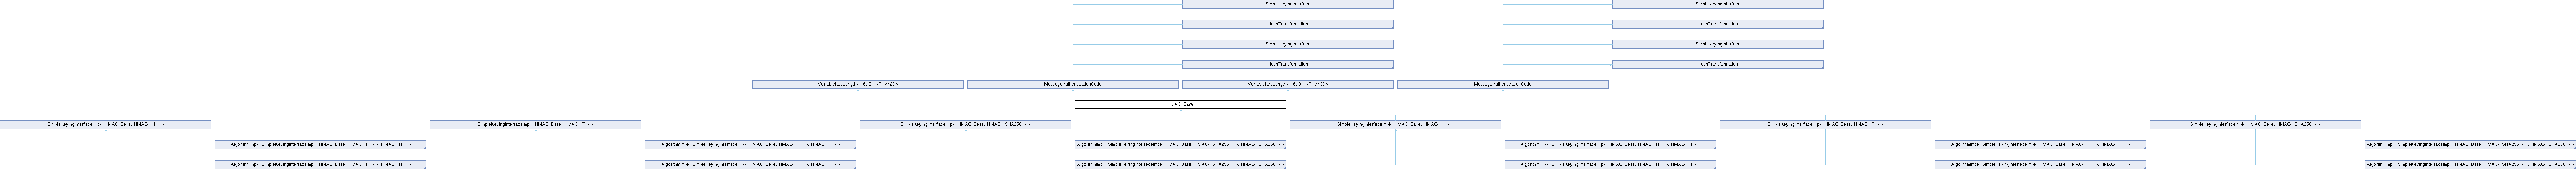 SimpleKeyingInterface SimpleKeyingInterface
HashTransformation HashTransformation
SimpleKeyingInterface SimpleKeyingInterface
HashTransformation HashTransformation
VariableKeyLength< 16, 0, INT_MAX > MessageAuthenticationCode VariableKeyLength< 16, 0, INT_MAX > MessageAuthenticationCode
HMAC_Base
SimpleKeyingInterfaceImpl< HMAC_Base, HMAC< H > > SimpleKeyingInterfaceImpl< HMAC_Base, HMAC< T > > SimpleKeyingInterfaceImpl< HMAC_Base, HMAC< SHA256 > > SimpleKeyingInterfaceImpl< HMAC_Base, HMAC< H > > SimpleKeyingInterfaceImpl< HMAC_Base, HMAC< T > > SimpleKeyingInterfaceImpl< HMAC_Base, HMAC< SHA256 > >
AlgorithmImpl< SimpleKeyingInterfaceImpl< HMAC_Base, HMAC< H > >, HMAC< H > > AlgorithmImpl< SimpleKeyingInterfaceImpl< HMAC_Base, HMAC< T > >, HMAC< T > > AlgorithmImpl< SimpleKeyingInterfaceImpl< HMAC_Base, HMAC< SHA256 > >, HMAC< SHA256 > > AlgorithmImpl< SimpleKeyingInterfaceImpl< HMAC_Base, HMAC< H > >, HMAC< H > > AlgorithmImpl< SimpleKeyingInterfaceImpl< HMAC_Base, HMAC< T > >, HMAC< T > > AlgorithmImpl< SimpleKeyingInterfaceImpl< HMAC_Base, HMAC< SHA256 > >, HMAC< SHA256 > >
AlgorithmImpl< SimpleKeyingInterfaceImpl< HMAC_Base, HMAC< H > >, HMAC< H > > AlgorithmImpl< SimpleKeyingInterfaceImpl< HMAC_Base, HMAC< T > >, HMAC< T > > AlgorithmImpl< SimpleKeyingInterfaceImpl< HMAC_Base, HMAC< SHA256 > >, HMAC< SHA256 > > AlgorithmImpl< SimpleKeyingInterfaceImpl< HMAC_Base, HMAC< H > >, HMAC< H > > AlgorithmImpl< SimpleKeyingInterfaceImpl< HMAC_Base, HMAC< T > >, HMAC< T > > AlgorithmImpl< SimpleKeyingInterfaceImpl< HMAC_Base, HMAC< SHA256 > >, HMAC< SHA256 > >